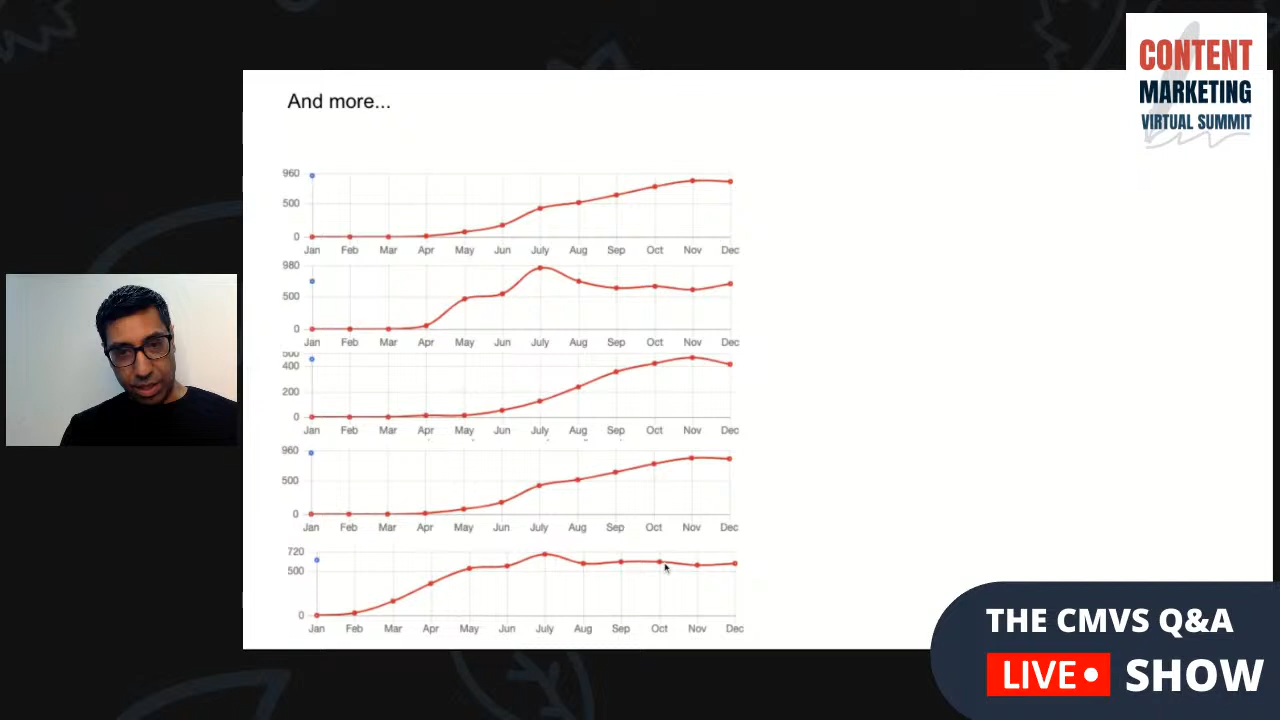 CONTENT
MARKETING
VIRTUAL SUMMIT
And more...
960
500
0
Jan Feb Mar Apr May Jun July Aug Sep Oct Nov Dec
980
500
0
Jan Feb Mar Apr May Jun July Aug Sep Oct Nov Dec
500
400
200
0
Jan Feb Mar Apr May Jun July Aug Sep Oct Nov Dec
960
500
0
Jan Feb Mar Apr May Jun July Aug Sep Oct Nov Dec
720
500
0
Jan Feb Mar Apr May Jun July Aug Sep Oct Nov Dec
THE CMVS Q&A
LIVE SHOW